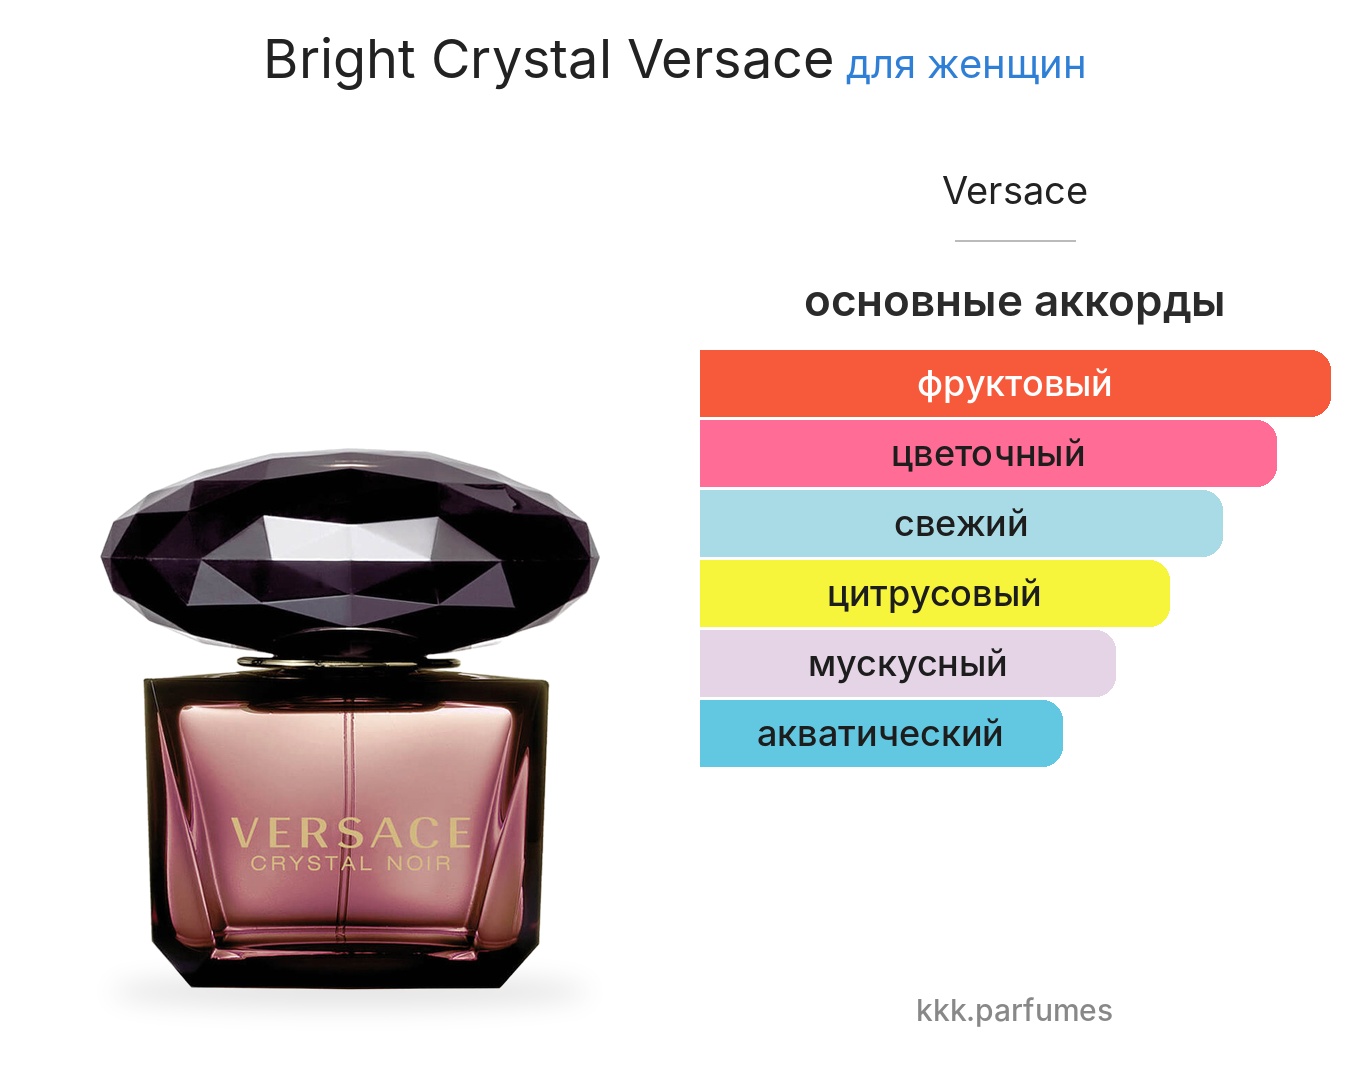 Bright Crystal Versace для женщин
Versace
основные аккорды
фруктовый
цветочный
свежий
цитрусовый
мускусный
акватический
VERSACE
CRYSTAL NOIR
kkk.parfumes